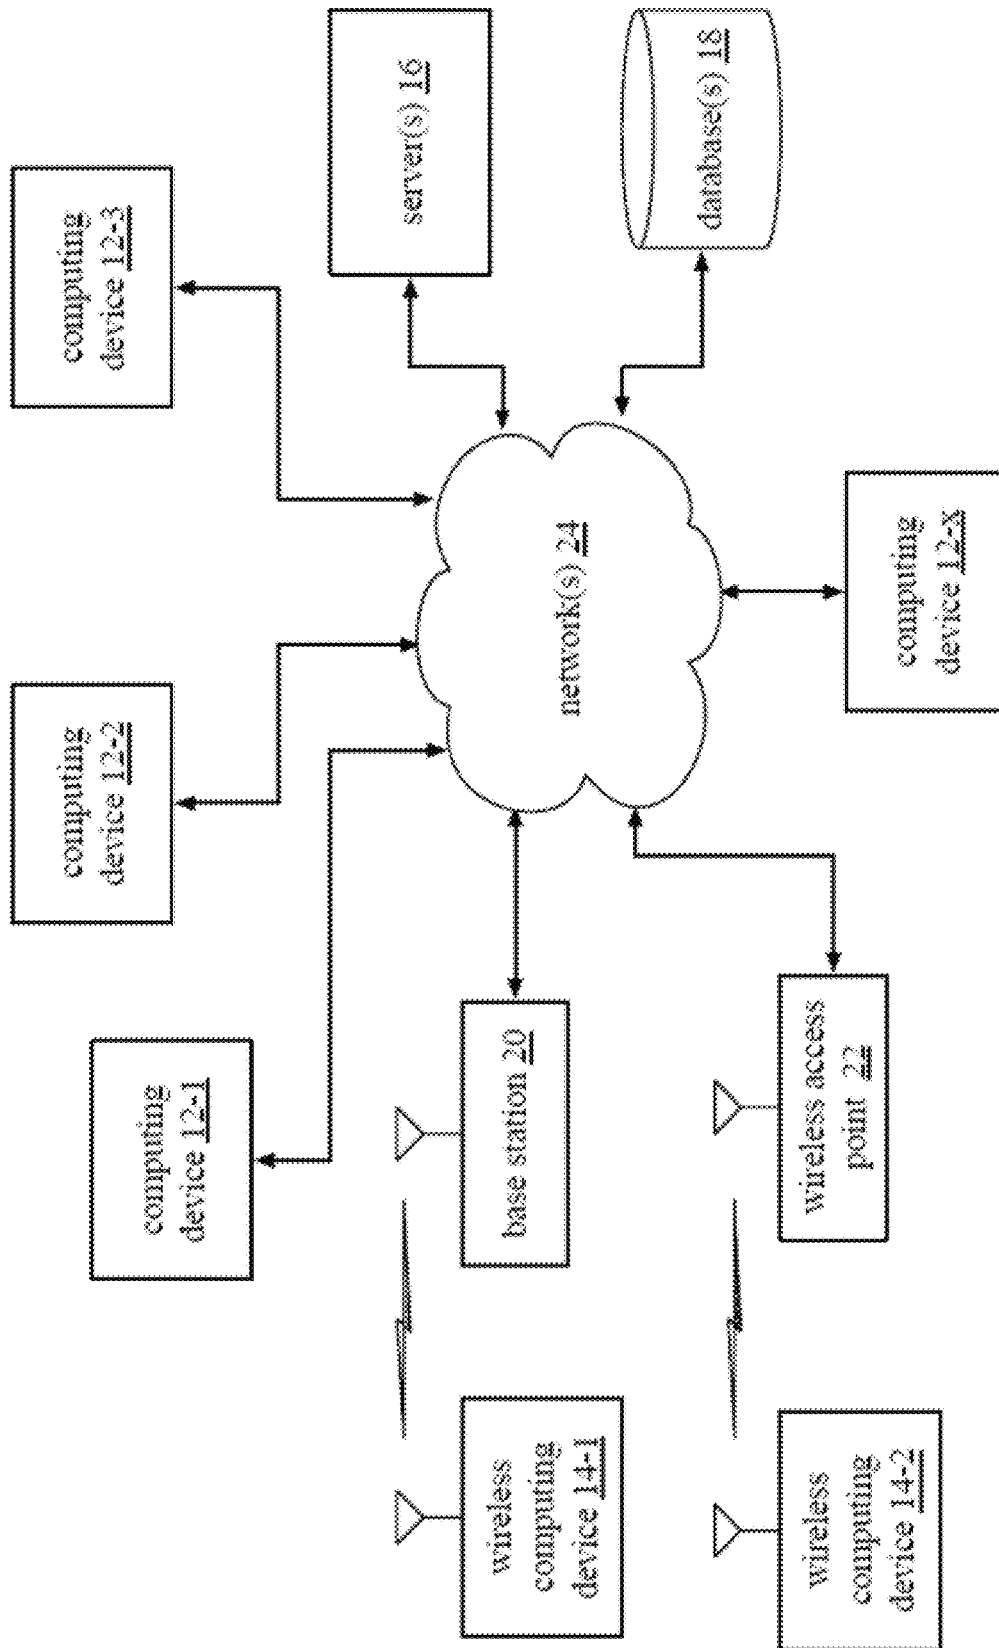 computing
device 12-1
computing
device 12-2
computing
device 12-3
wireless
computing
device 14-1
base station 20
network(s) 24
server(s) 16
database(s) 18
wireless
computing
device 14-2
wireless access
point 22
computing
device 12-x